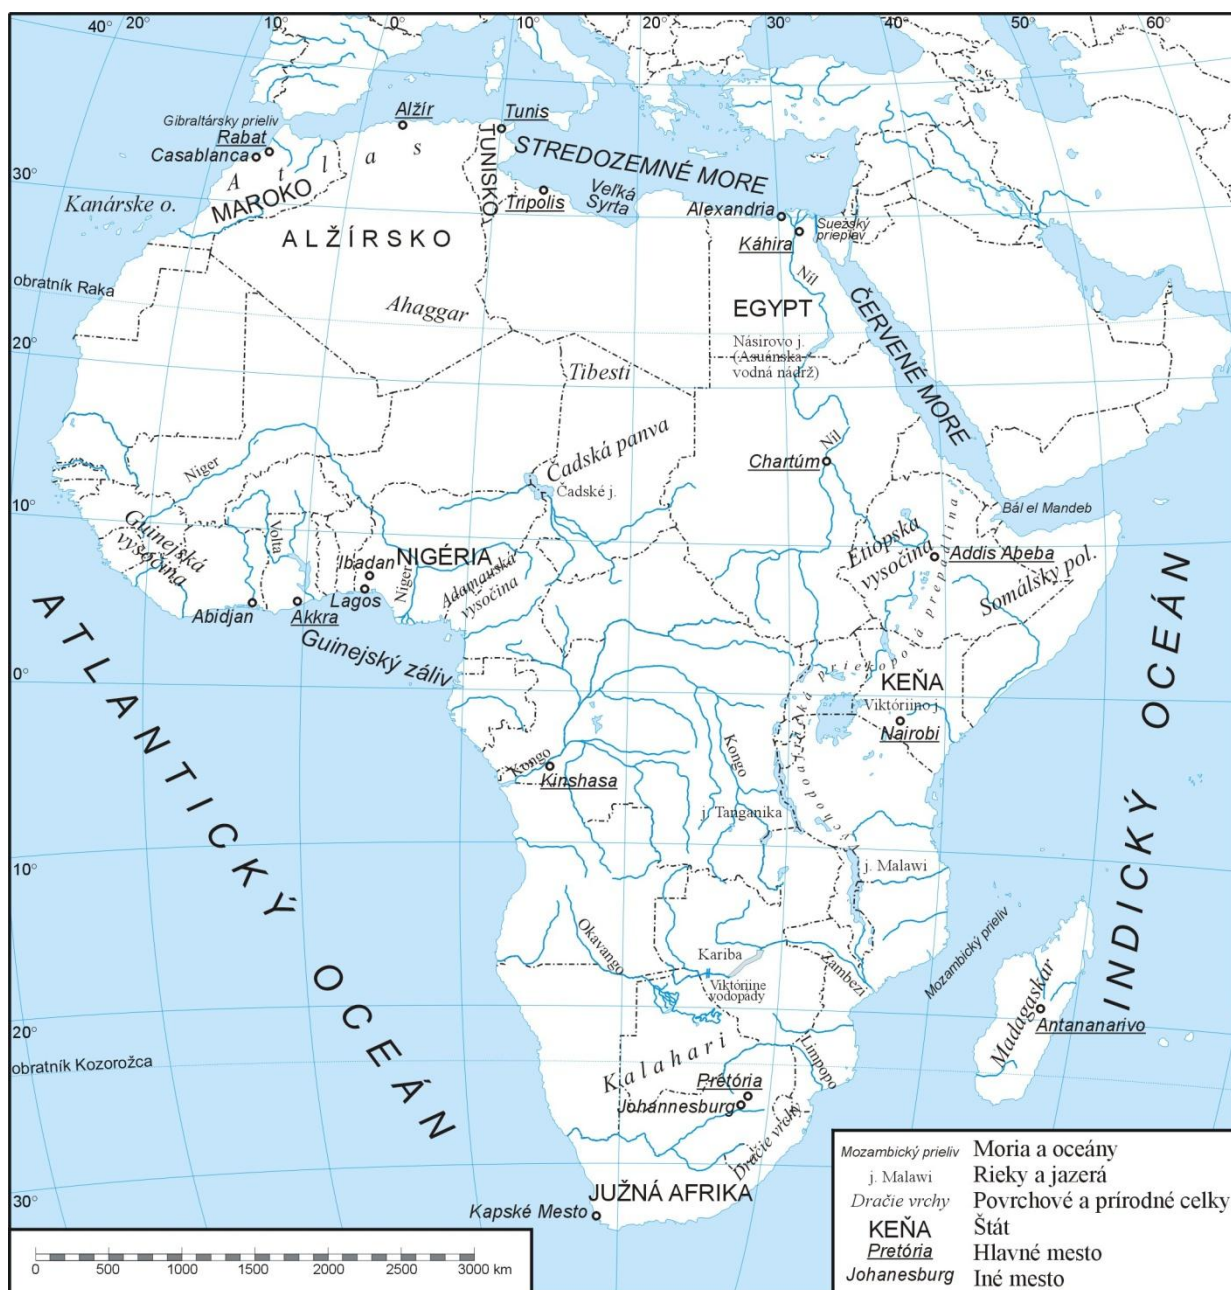 40° 20° 10° 0° 10° 20° 30° 40° 50° 60°
Gibraltársky prieliv
Alžír
Tunis
Rabat
Casablanca
Atlas
TUNISKO
STREDOZEMNÉ MORE
30°
Kanárske o.
MAROKO
Tripolis
Veľká
Syrta
Alexandria
Suezský
prieplav
Káhira
ALŽÍRSKO
Nil
obratník Raka
Ahaggar
EGYPT
ČERVENÉ MORE
20°
Násirovo j.
(Asuánska
vodná nádrž)
Tibesti
Čadská panva
Nil
Chartúm
Niger
Čadské j.
10°
Báb el Mandeb
Guinejská
vysočina
Volta
Ibadan
NIGÉRIA
Niger
Adamauská
vysočina
Etiópska
vysočina
Addis Abeba
Somálsky pol.
Lagos
Abidjan
Akkra
Guinejský záliv
ATLANTICKÝ OCEÁN
INDICKÝ OCEÁN
Východoafrická priekopová prepadlina
0°
KEŇA
Viktóriino j.
Nairobi
Kongo
Kongo
Kinshasa
j. Tanganika
10°
j. Malawi
Okavango
Kariba
Viktóriine
vodopády
Zambezi
Mozambický prieliv
Madagaskar
Antananarivo
20°
obratník Kozorožca
Kalahari
Limpopo
Pretória
Johannesburg
Dračie vrchy
30°
JUŽNÁ AFRIKA
Kapské Mesto
0 500 1000 1500 2000 2500 3000 km
Mozambický prieliv Moria a oceány
j. Malawi Rieky a jazerá
Dračie vrchy Povrchové a prírodné celky
KEŇA Štát
Pretória Hlavné mesto
Johanesburg Iné mesto